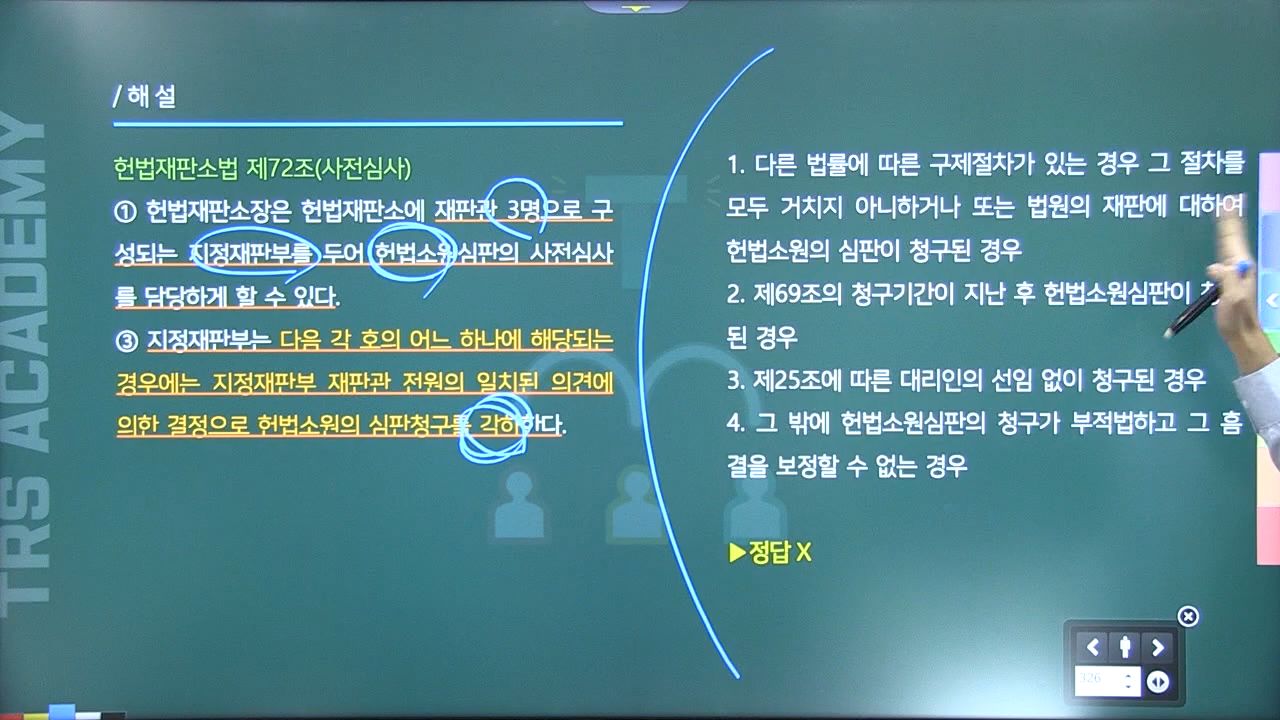 / 해 설
헌법재판소법 제72조(사전심사)
① 헌법재판소장은 헌법재판소에 재판관 3명으로 구
성되는 지정재판부를 두어 헌법소원심판의 사전심사
를 담당하게 할 수 있다.
③ 지정재판부는 다음 각 호의 어느 하나에 해당되는
경우에는 지정재판부 재판관 전원의 일치된 의견에
의한 결정으로 헌법소원의 심판청구를 각하한다.
1. 다른 법률에 따른 구제절차가 있는 경우 그 절차를
모두 거치지 아니하거나 또는 법원의 재판에 대하여
헌법소원의 심판이 청구된 경우
2. 제69조의 청구기간이 지난 후 헌법소원심판이
된 경우
3. 제25조에 따른 대리인의 선임 없이 청구된 경우
4. 그 밖에 헌법소원심판의 청구가 부적법하고 그 흠
결을 보정할 수 없는 경우
▶정답 X
TRS ACADEMY
326